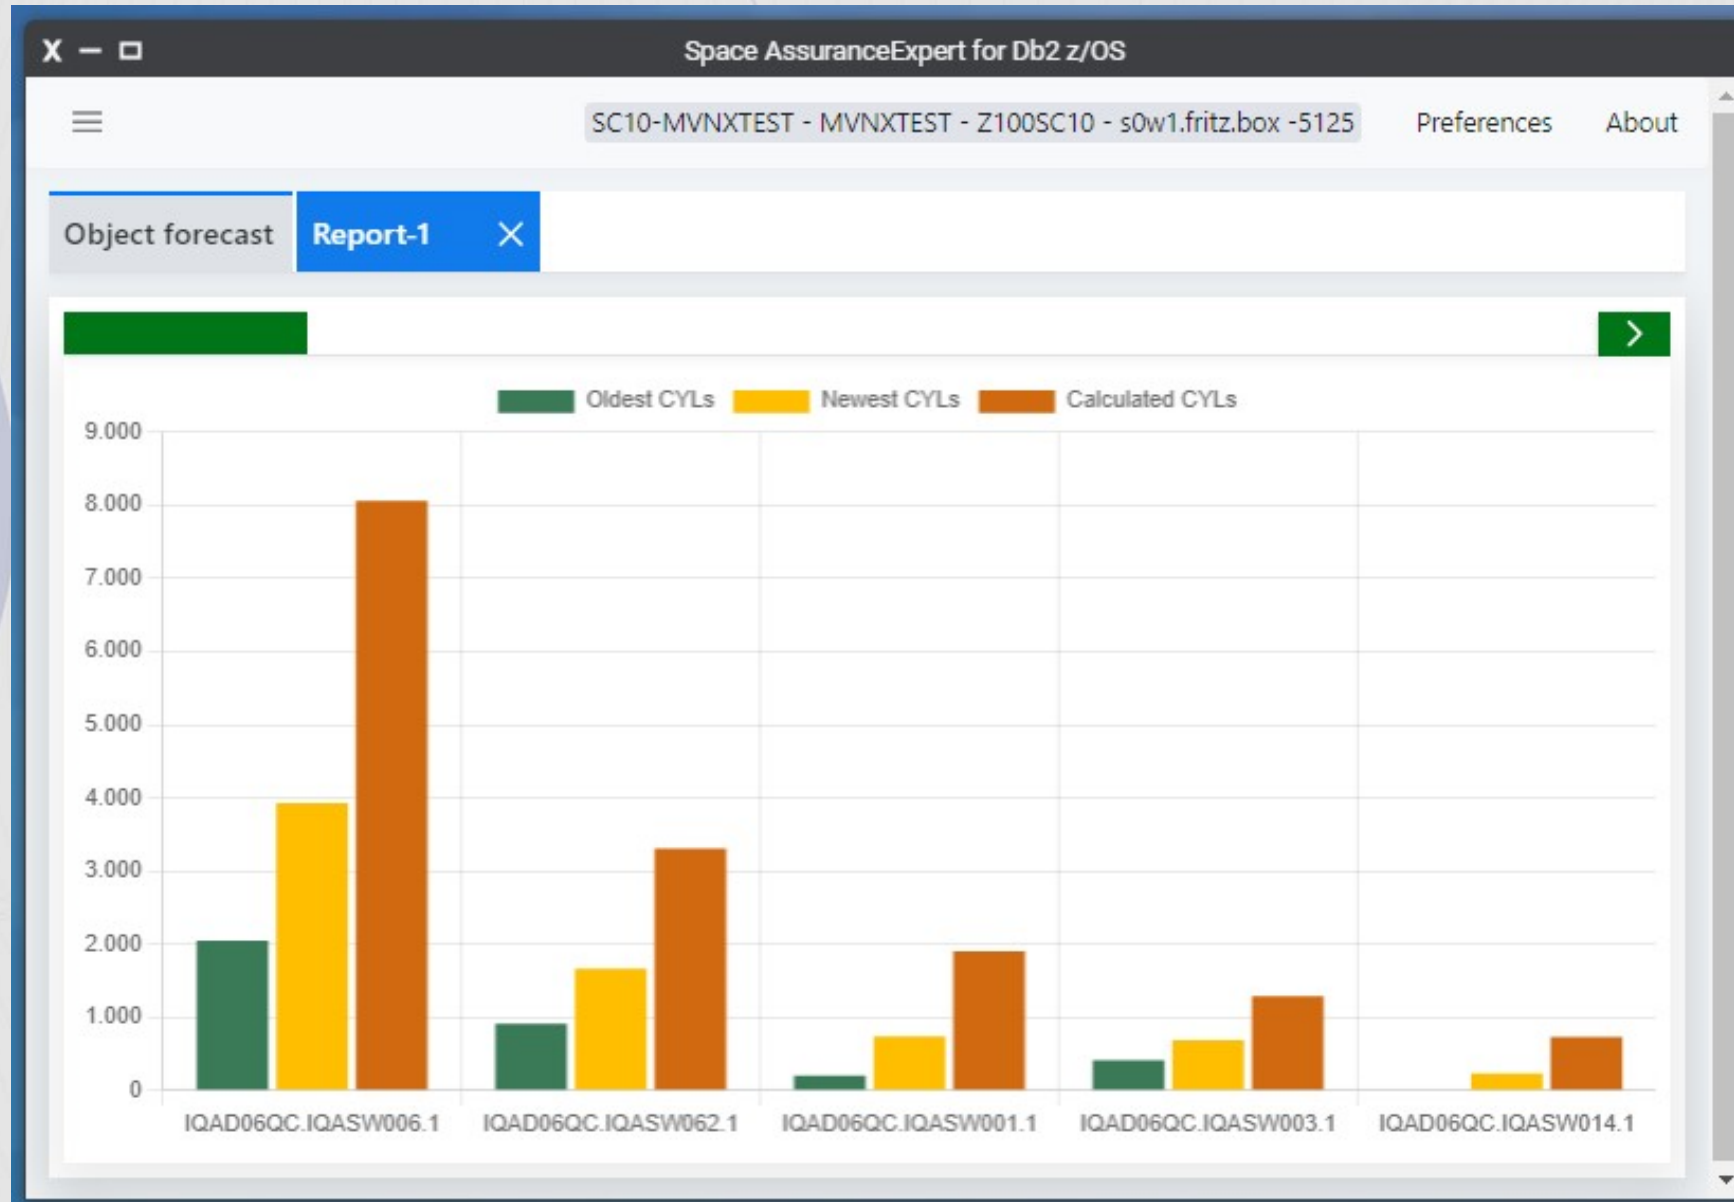 X
Space AssuranceExpert for Db2 z/OS
SC10-MVNXTEST - MVNXTEST - Z100SC10 - s0w1.fritz.box -5125 Preferences About
Object forecast Report-1
Oldest CYLs Newest CYLs Calculated CYLs
9.000
8.000
7.000
6.000
5.000
4.000
3.000
2.000
1.000
0
IQAD06QC.IQASW006.1 IQAD06QC.IQASW062.1 IQAD06QC.IQASW001.1 IQAD06QC.IQASW003.1 IQAD06QC.IQASW014.1